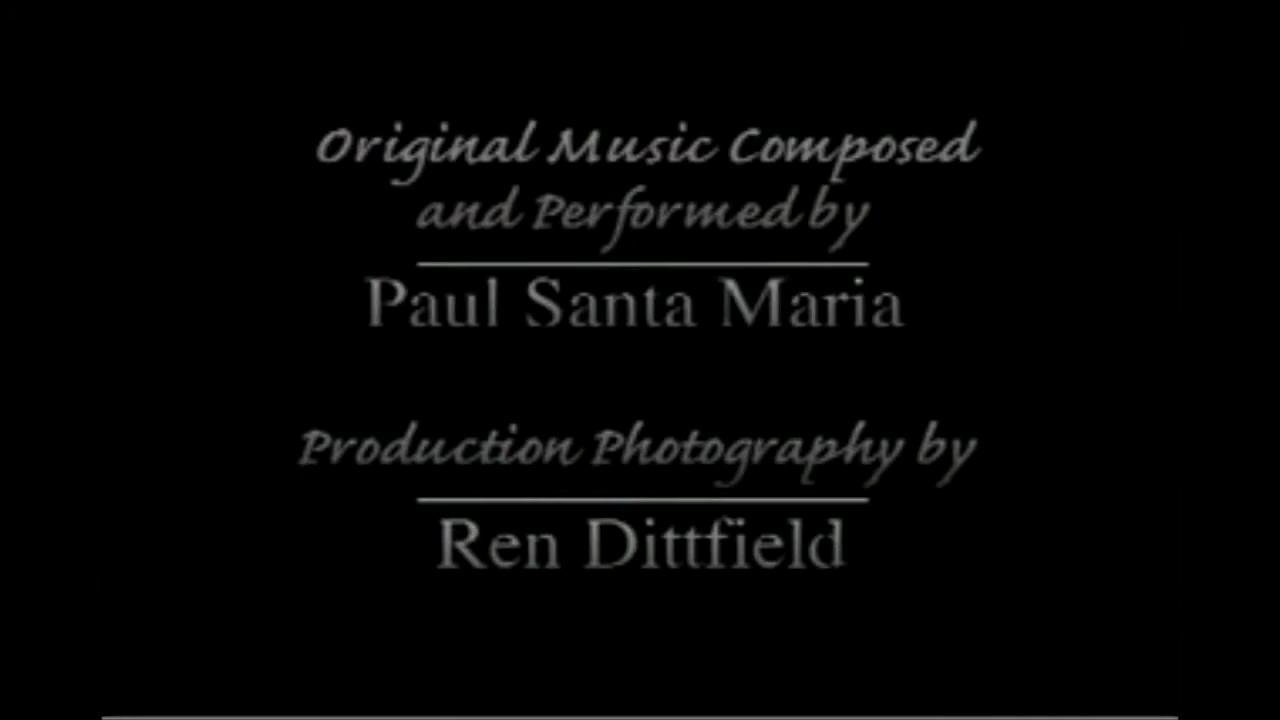 Original Music Composed
and Performed by
Paul Santa Maria
Production Photography by
Ren Dittfield